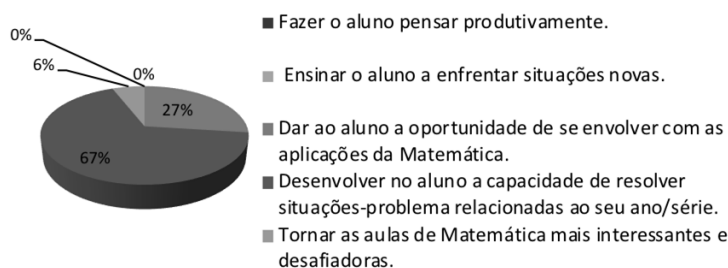 0%
6%
0%
27%
67%
Fazer o aluno pensar produtivamente.
Ensinar o aluno a enfrentar situações novas.
Dar ao aluno a oportunidade de se envolver com as
aplicações da Matemática.
Desenvolver no aluno a capacidade de resolver
situações-problema relacionadas ao seu ano/série.
Tornar as aulas de Matemática mais interessantes e
desafiadoras.